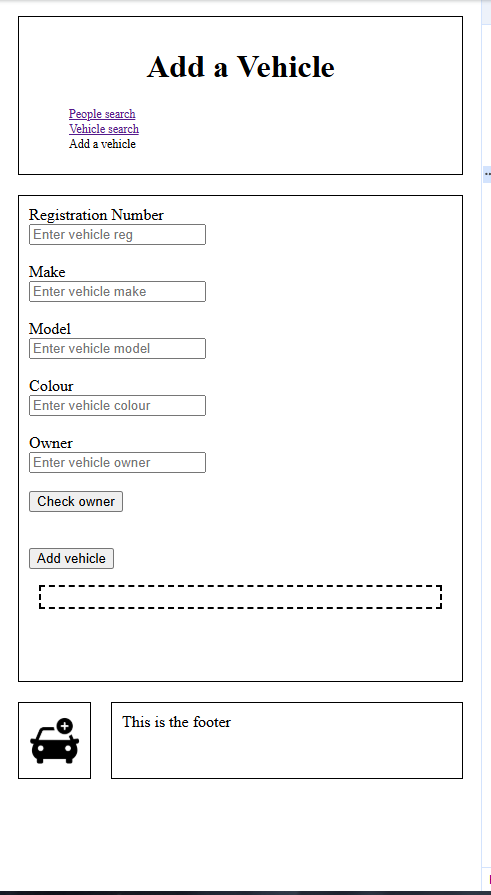 Add a Vehicle
People search
Vehicle search
Add a vehicle
Registration Number
Enter vehicle reg
Make
Enter vehicle make
Model
Enter vehicle model
Colour
Enter vehicle colour
Owner
Enter vehicle owner
Check owner
Add vehicle
This is the footer